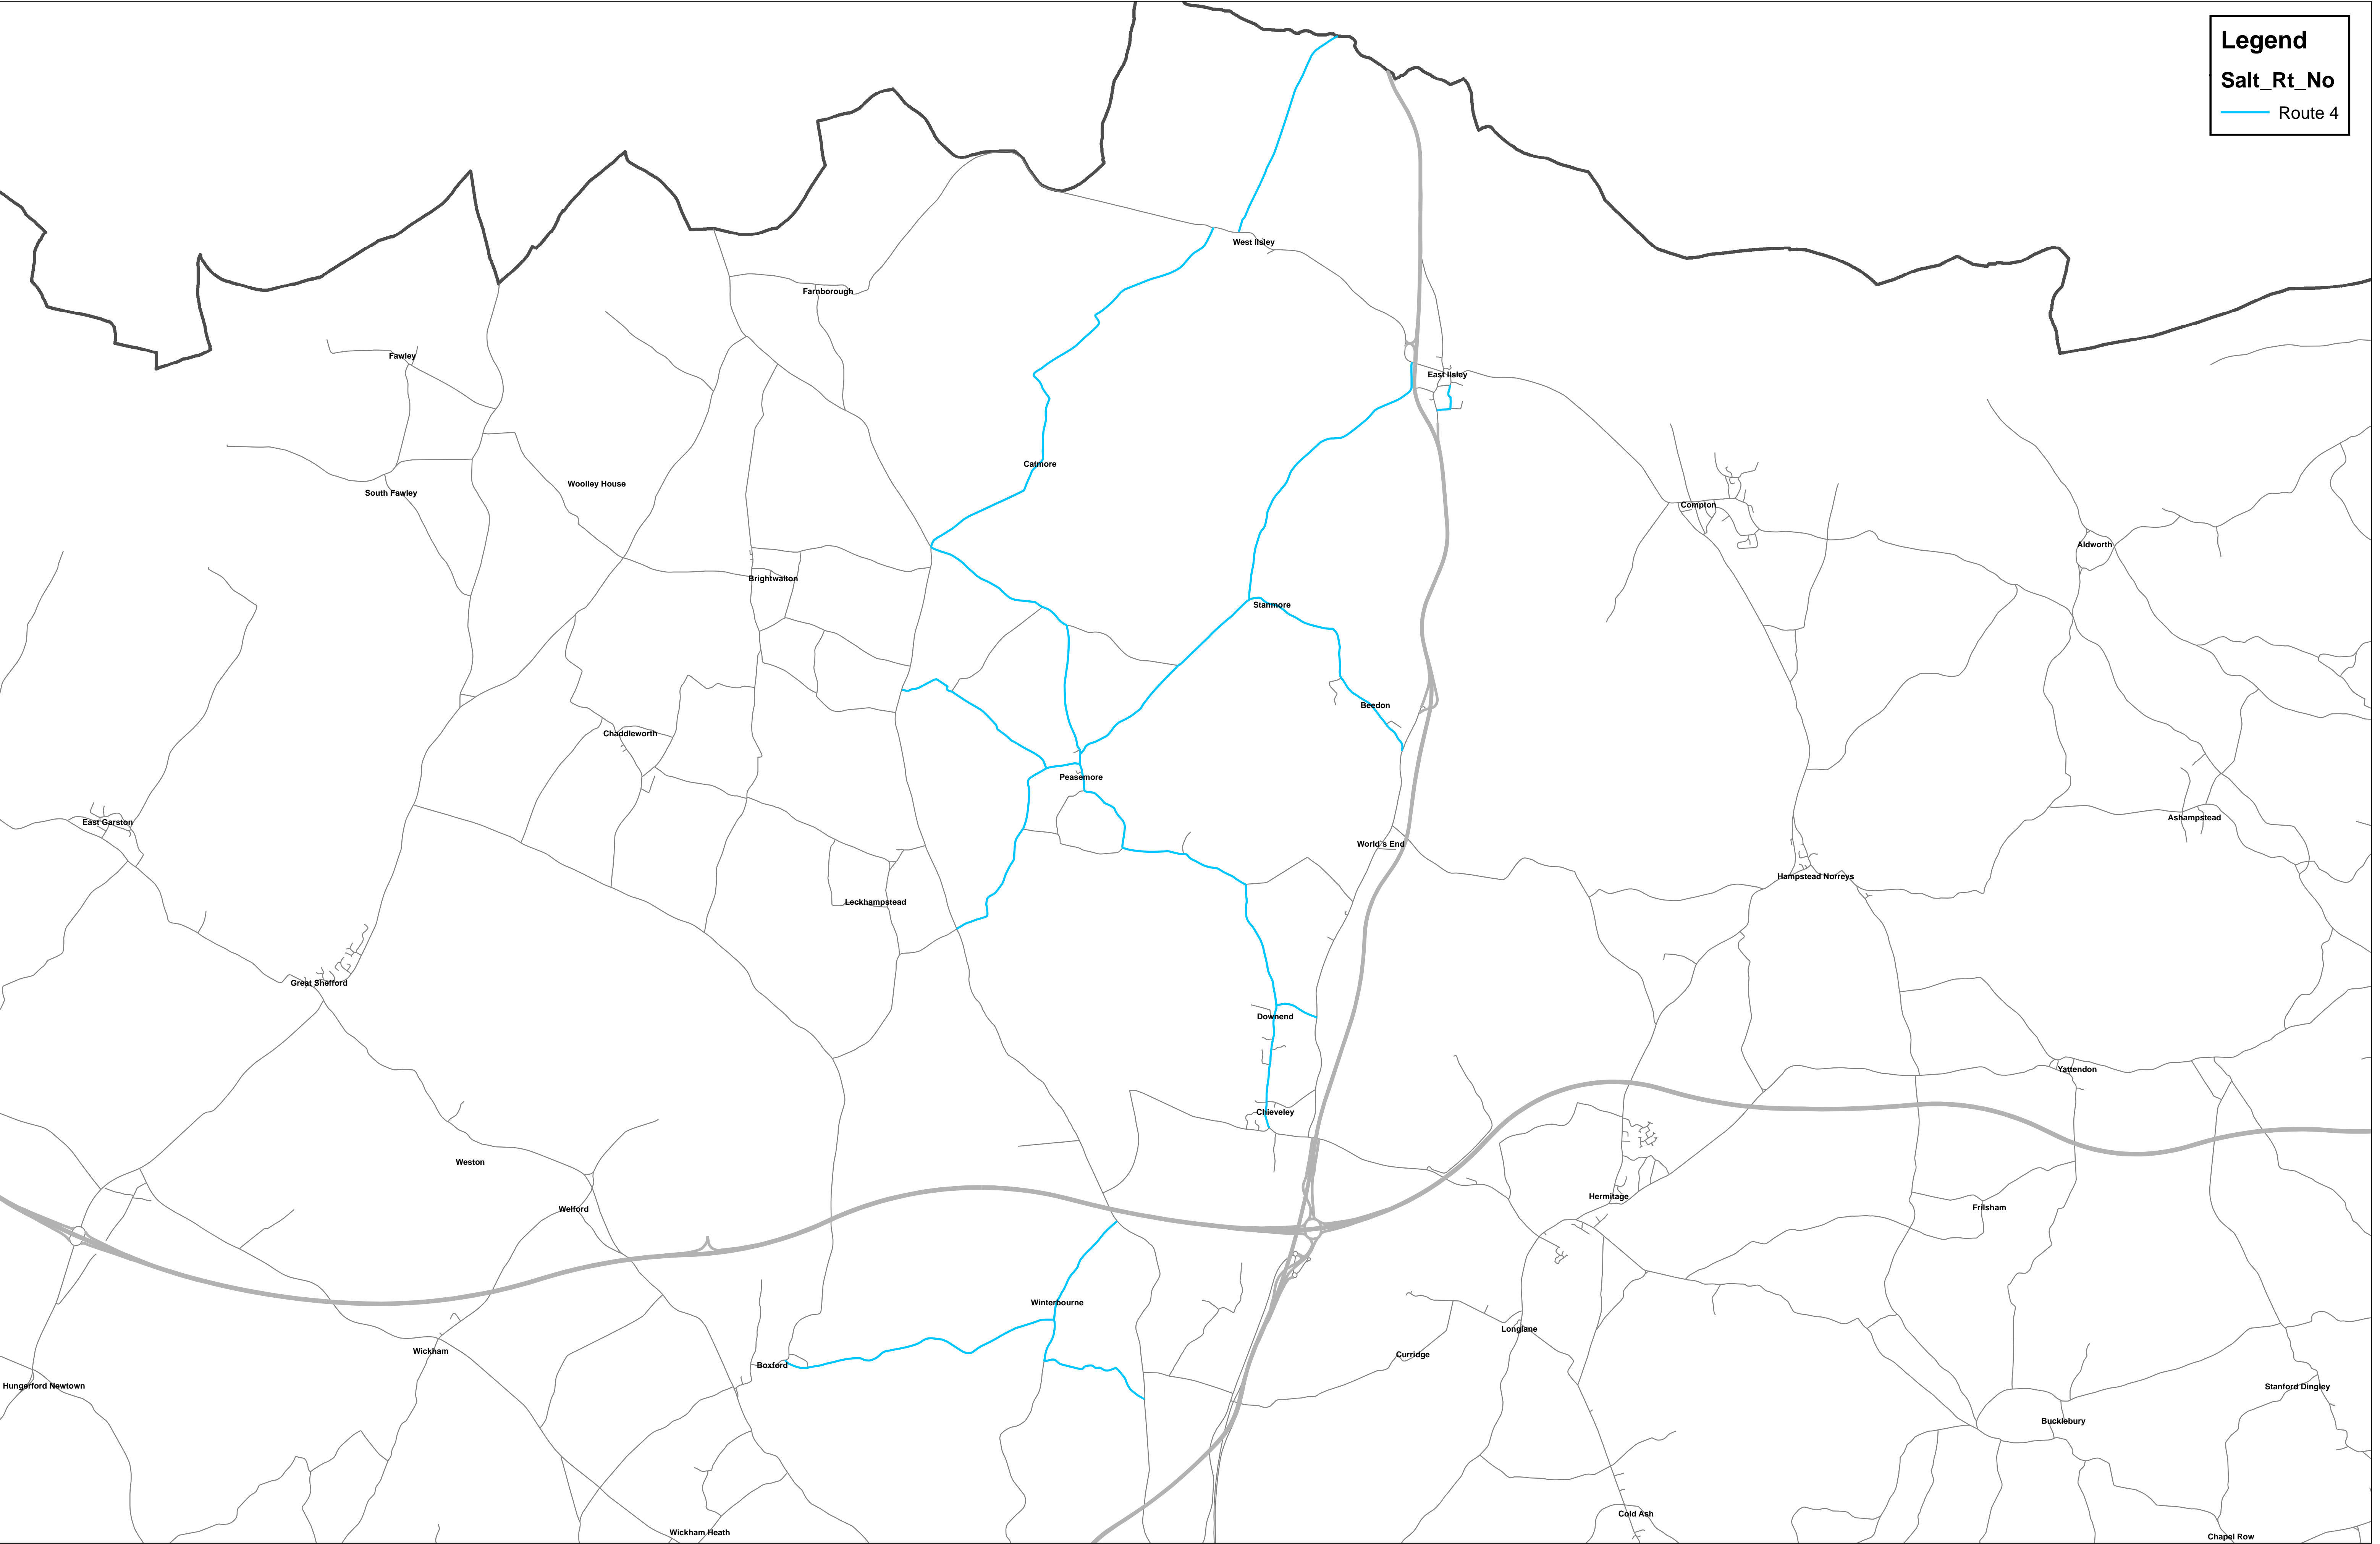 Legend
Salt_Rt_No
Route 4
West Ilsley
Farnborough
Fawley
East Ilsley
Catmore
Woolley House
South Fawley
Compton
Aldworth
Brightwalton
Stanmore
Beedon
Chaddleworth
Peasemore
East Garston
Ashampstead
World's End
Hampstead Norreys
Leckhampstead
Great Shefford
Downend
Yattendon
Chieveley
Weston
Hermitage
Welford
Frilsham
Winterbourne
Longlane
Wickham
Curridge
Boxford
Hungerford Newtown
Stanford Dingley
Bucklebury
Cold Ash
Wickham Heath
Chapel Row